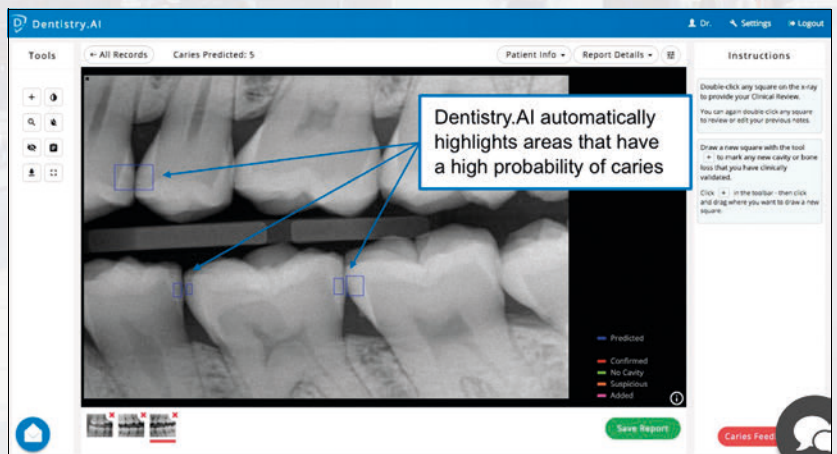 Dentistry.AI
Dr.
Settings
Logout
Tools
← All Records
Caries Predicted: 5
Patient Info
Report Details
Instructions
Double-click any square on the x-ray
to provide your Clinical Review.
You can again double click any square
to review or edit your previous notes.
Draw a new square with the tool
+ to mark any new cavity or bone
loss that you have clinically
validated.
Click + in the toolbar - then click
and drag where you want to draw a new
square.
Dentistry.AI automatically
highlights areas that have
a high probability of caries
Predicted
Confirmed
No Cavity
Suspicious
Added
Save Report
Caries Feed